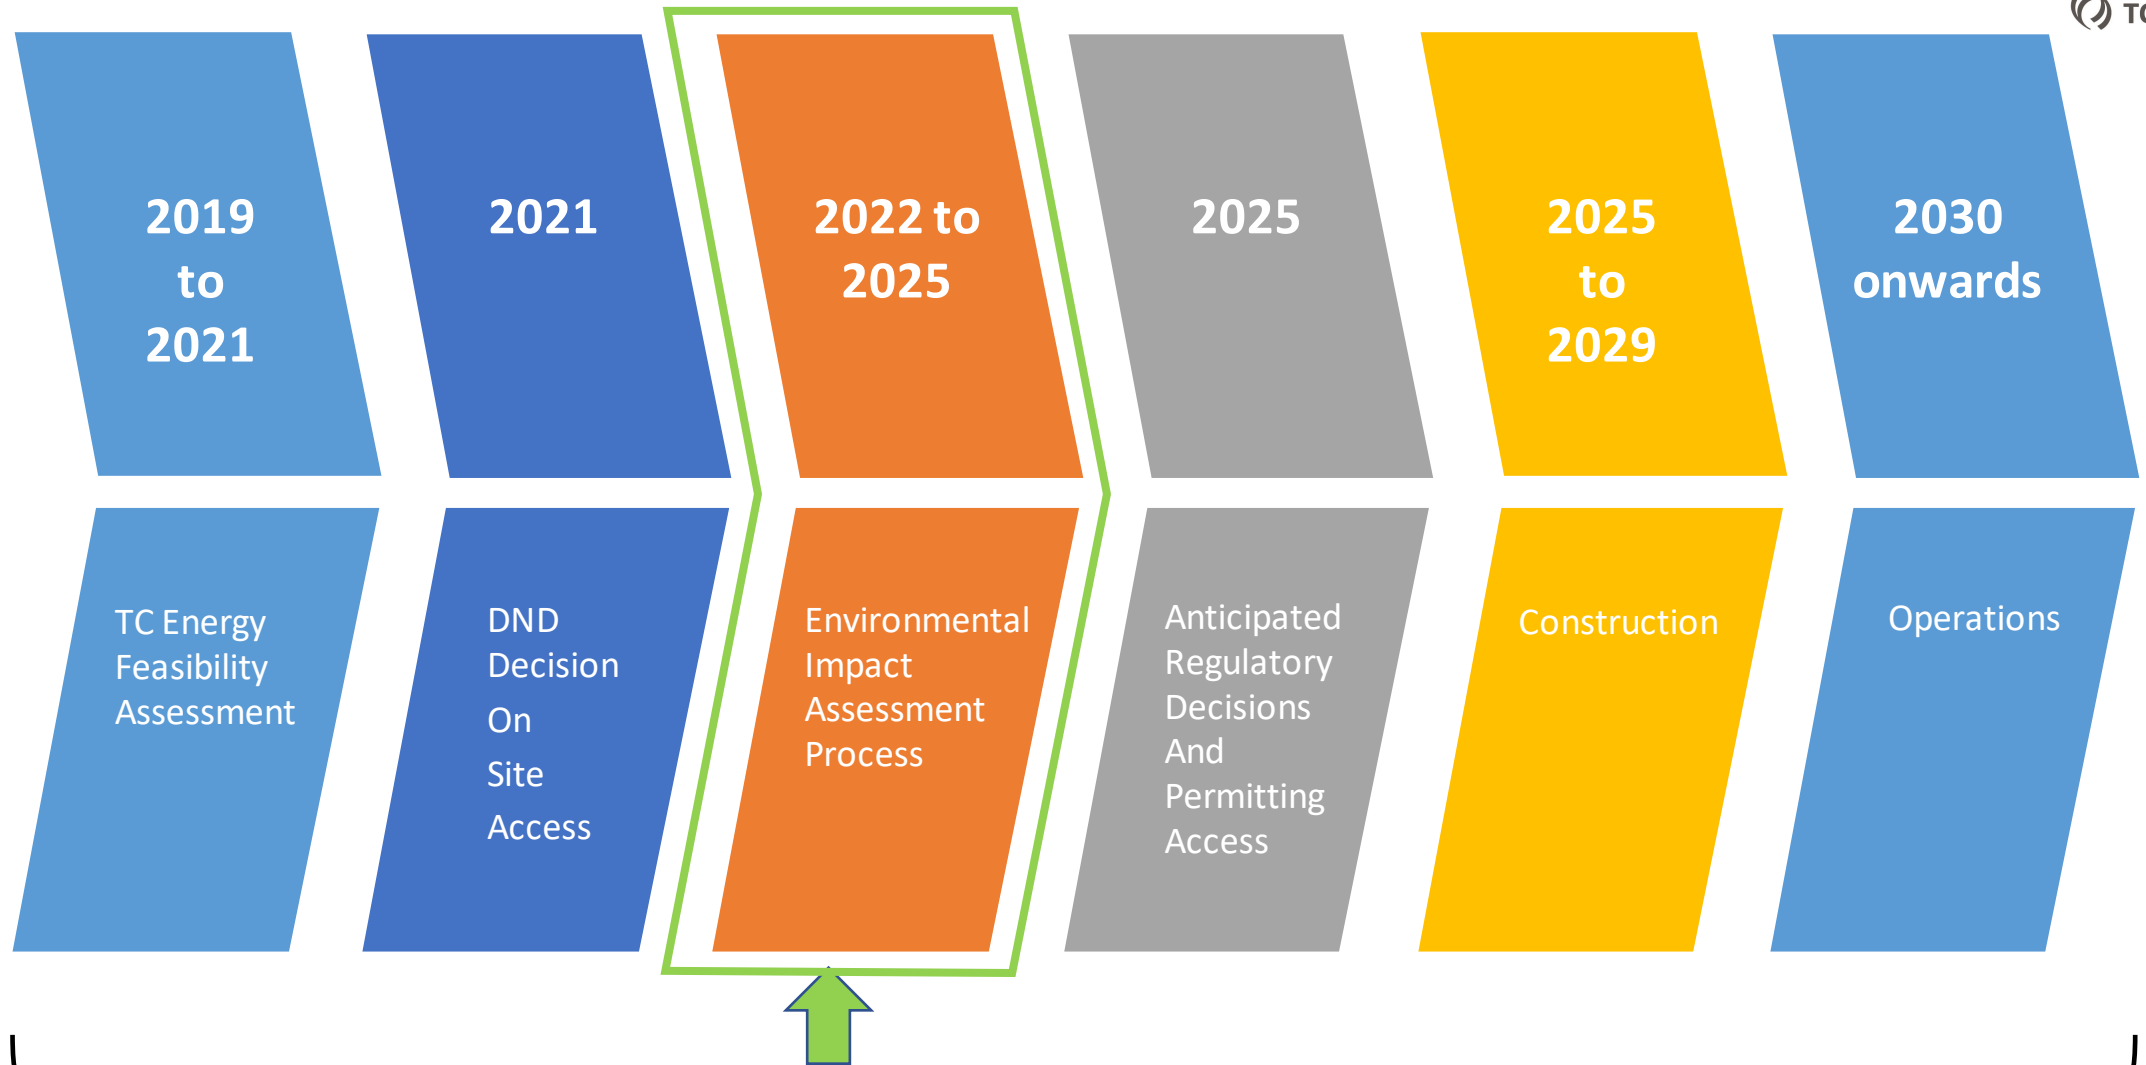 2019
to
2021
2021
2022 to
2025
2025
2025
to
2029
2030
onwards
TC Energy
Feasibility
Assessment
DND
Decision
On
Site
Access
Environmental
Impact
Assessment
Process
Anticipated
Regulatory
Decisions
And
Permitting
Access
Construction
Operations